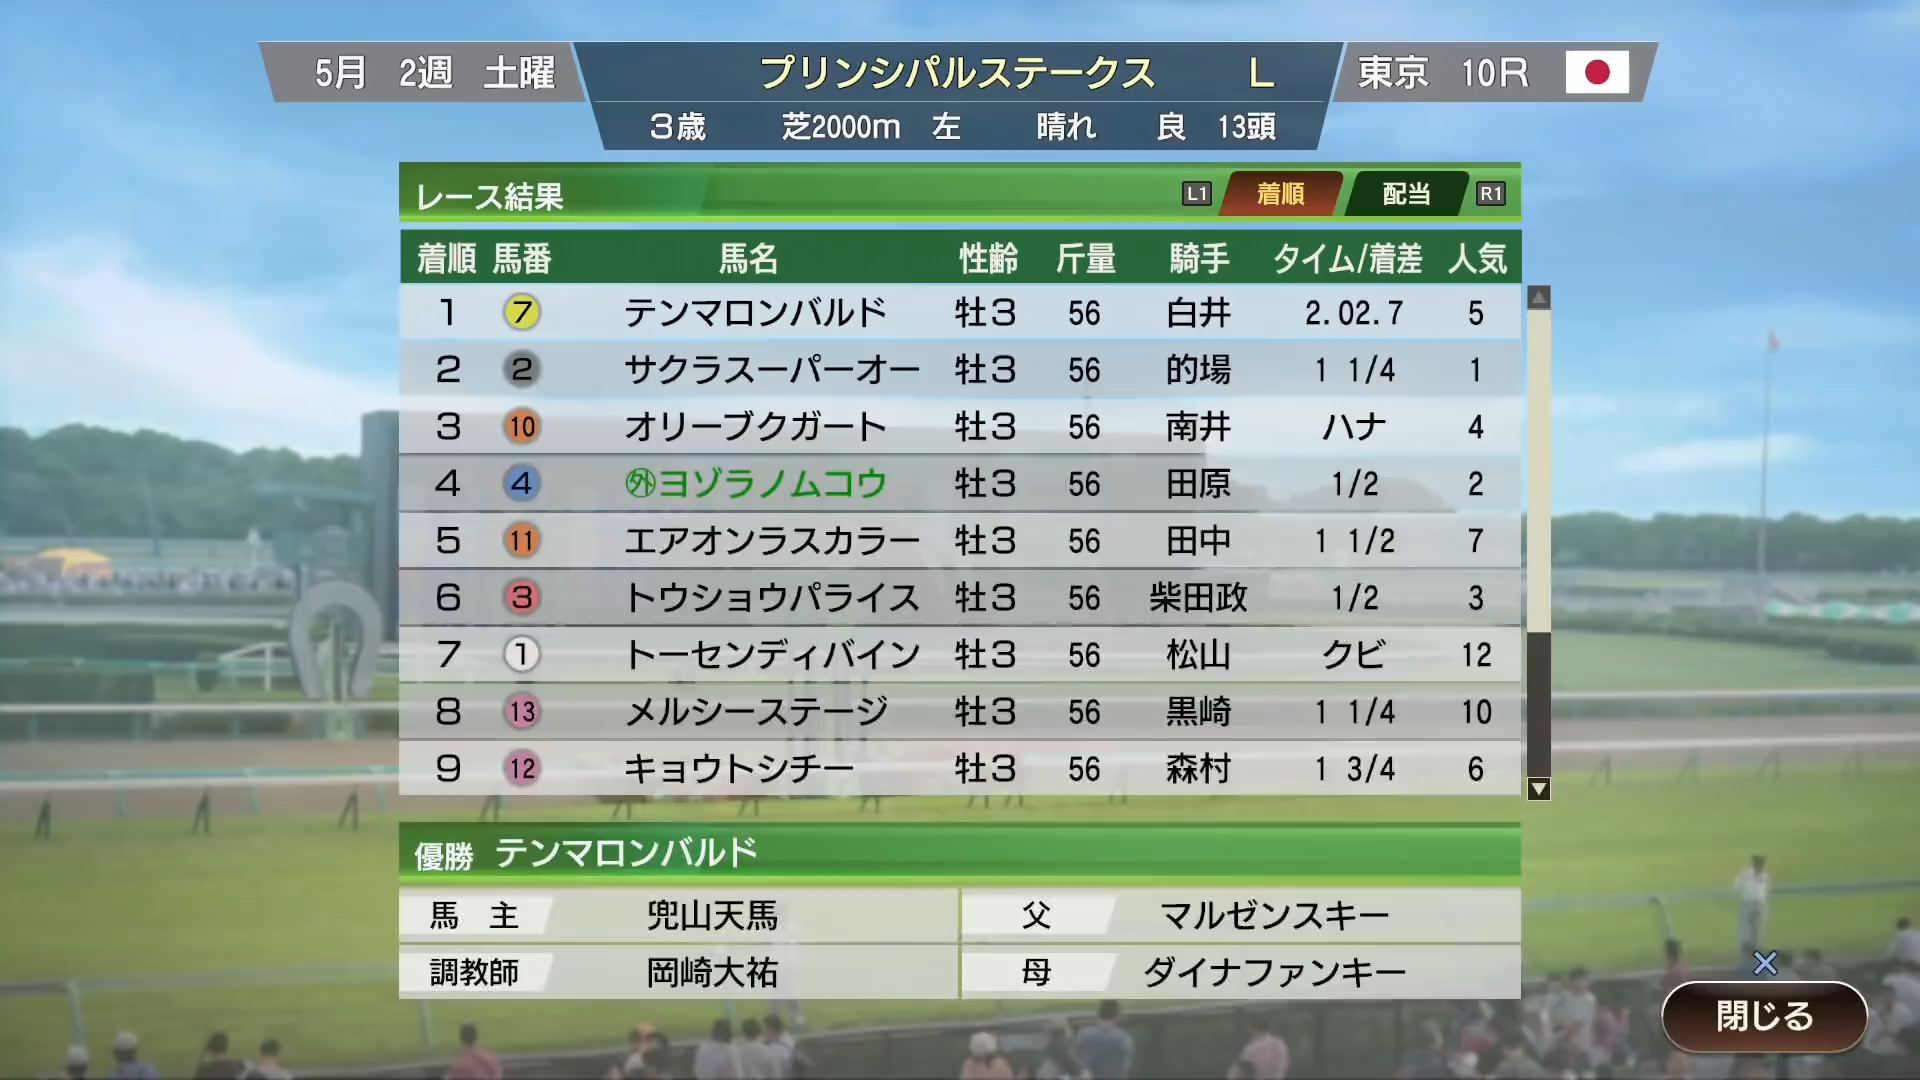 5月 2週 土曜 プリンシパルステークス L 東京 10R
3歳 芝2000m 左 晴れ 良 13頭
レース結果 L1 着順 配当 R1
着順 馬番 馬名 性齢 斤量 騎手 タイム/着差 人気
1 7 テンマロンバルド 牡3 56 白井 2.02.7 5
2 2 サクラスーパーオー 牡3 56 的場 1 1/4 1
3 10 オリーブクガート 牡3 56 南井 ハナ 4
4 4 ㊕ヨゾラノムコウ 牡3 56 田原 1/2 2
5 11 エアオンラスカラー 牡3 56 田中 1 1/2 7
6 3 トウショウパライス 牡3 56 柴田政 1/2 3
7 1 トーセンディバイン 牡3 56 松山 クビ 12
8 13 メルシーステージ 牡3 56 黒崎 1 1/4 10
9 12 キョウトシチー 牡3 56 森村 1 3/4 6
優勝 テンマロンバルド
馬主 兜山天馬 父 マルゼンスキー
調教師 岡崎大祐 母 ダイナファンキー
閉じる